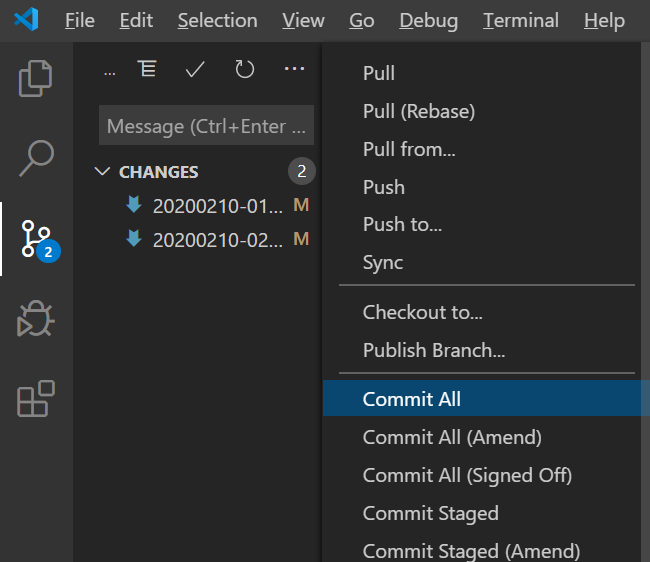 File Edit Selection View Go Debug Terminal Help
... ...
Message (Ctrl+Enter ...
CHANGES 2
20200210-01... M
20200210-02... M
2
Pull
Pull (Rebase)
Pull from...
Push
Push to...
Sync
Checkout to...
Publish Branch...
Commit All
Commit All (Amend)
Commit All (Signed Off)
Commit Staged
Commit Staged (Amend)